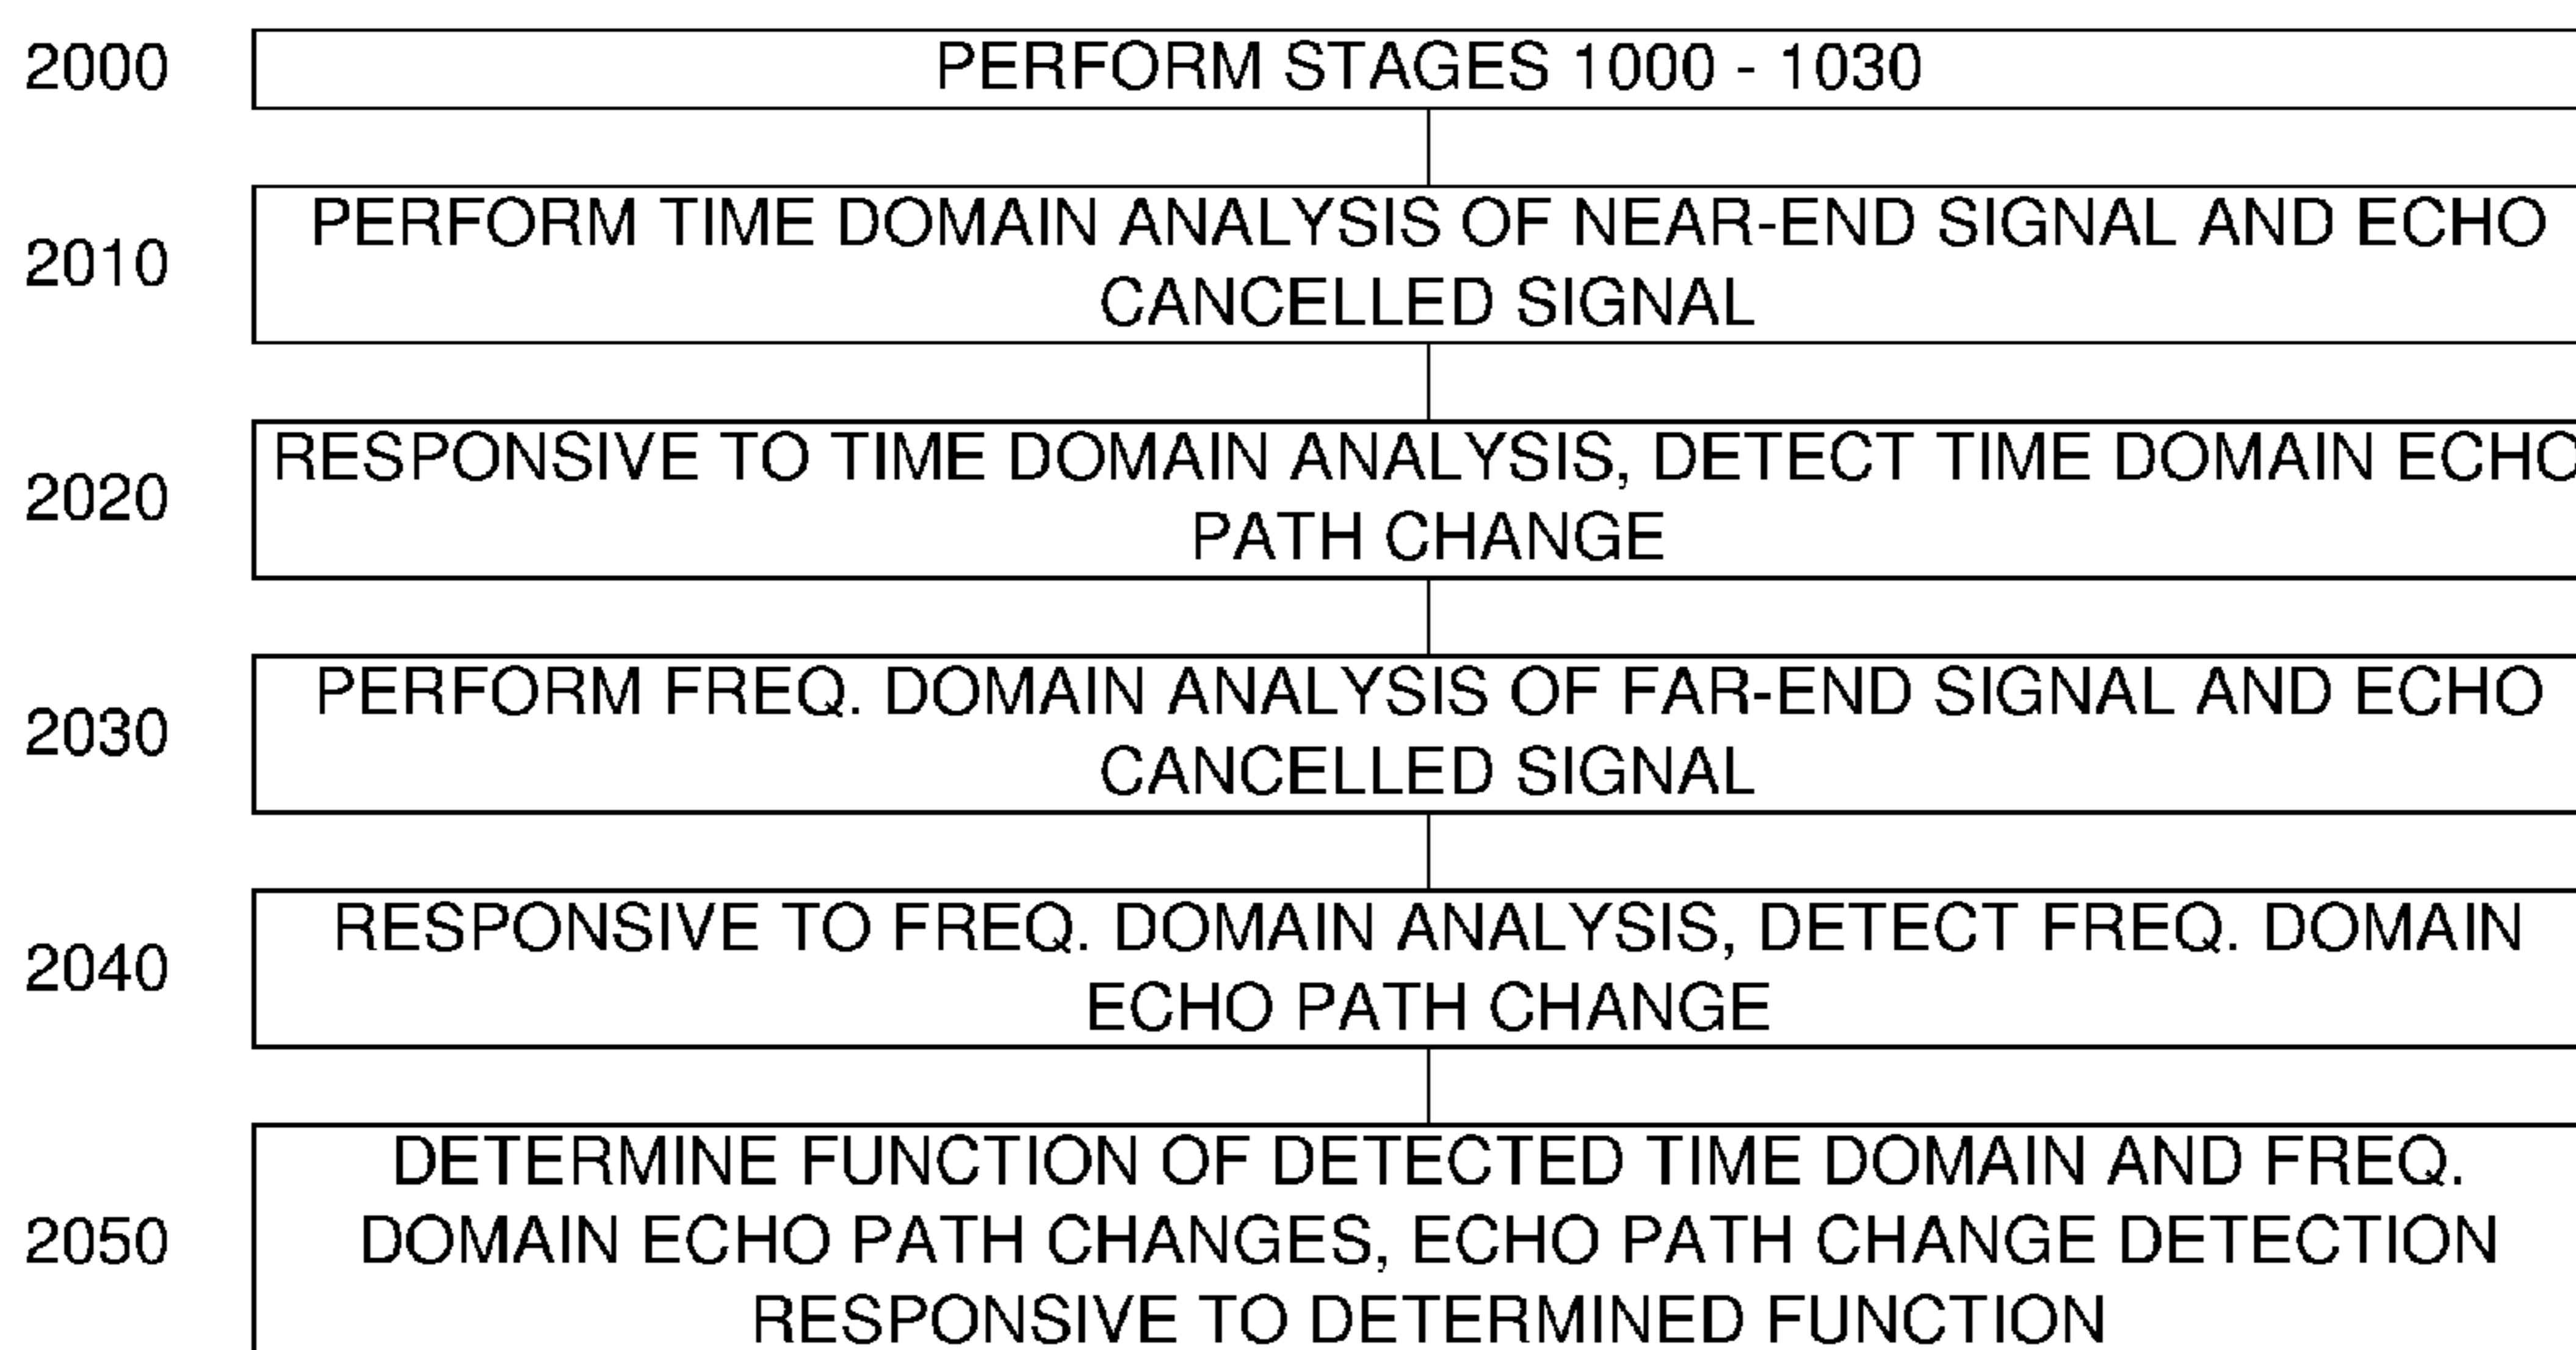 2000
PERFORM STAGES 1000 - 1030
2010
PERFORM TIME DOMAIN ANALYSIS OF NEAR-END SIGNAL AND ECHO
CANCELLED SIGNAL
2020
RESPONSIVE TO TIME DOMAIN ANALYSIS, DETECT TIME DOMAIN ECHO
PATH CHANGE
2030
PERFORM FREQ. DOMAIN ANALYSIS OF FAR-END SIGNAL AND ECHO
CANCELLED SIGNAL
2040
RESPONSIVE TO FREQ. DOMAIN ANALYSIS, DETECT FREQ. DOMAIN
ECHO PATH CHANGE
2050
DETERMINE FUNCTION OF DETECTED TIME DOMAIN AND FREQ.
DOMAIN ECHO PATH CHANGES, ECHO PATH CHANGE DETECTION
RESPONSIVE TO DETERMINED FUNCTION